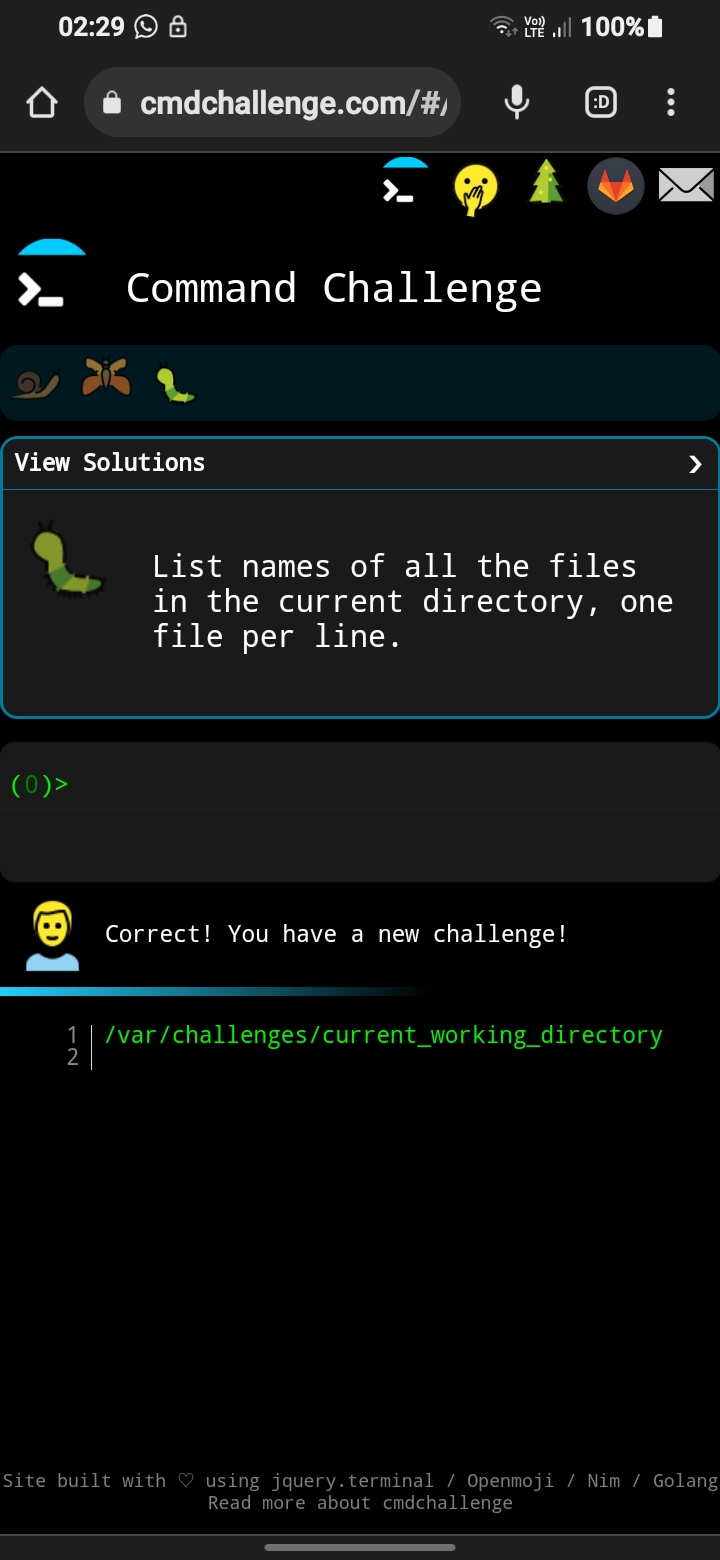 02:29
Vo)) LTE 100%
cmdchallenge.com/#/
:D
Command Challenge
View Solutions
List names of all the files
in the current directory, one
file per line.
(0)>
Correct! You have a new challenge!
1 /var/challenges/current_working_directory
2
Site built with ♡ using jquery.terminal / Openmoji / Nim / Golang
Read more about cmdchallenge